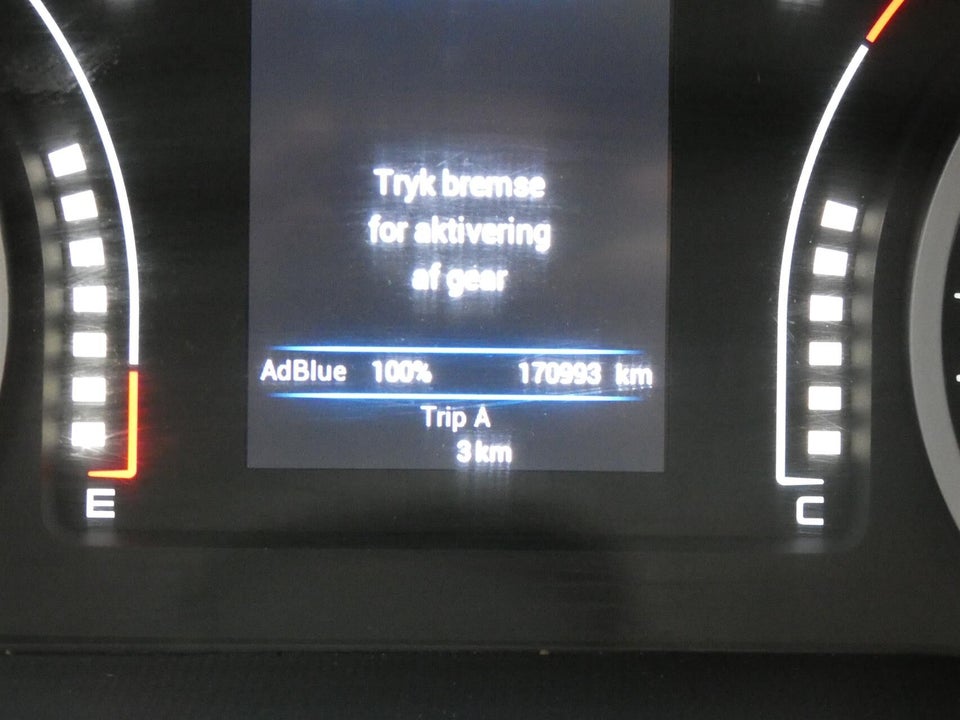 Tryk bremse
for aktivering
af gear
AdBlue 100% 170993 km
Trip A
3 km
E
C